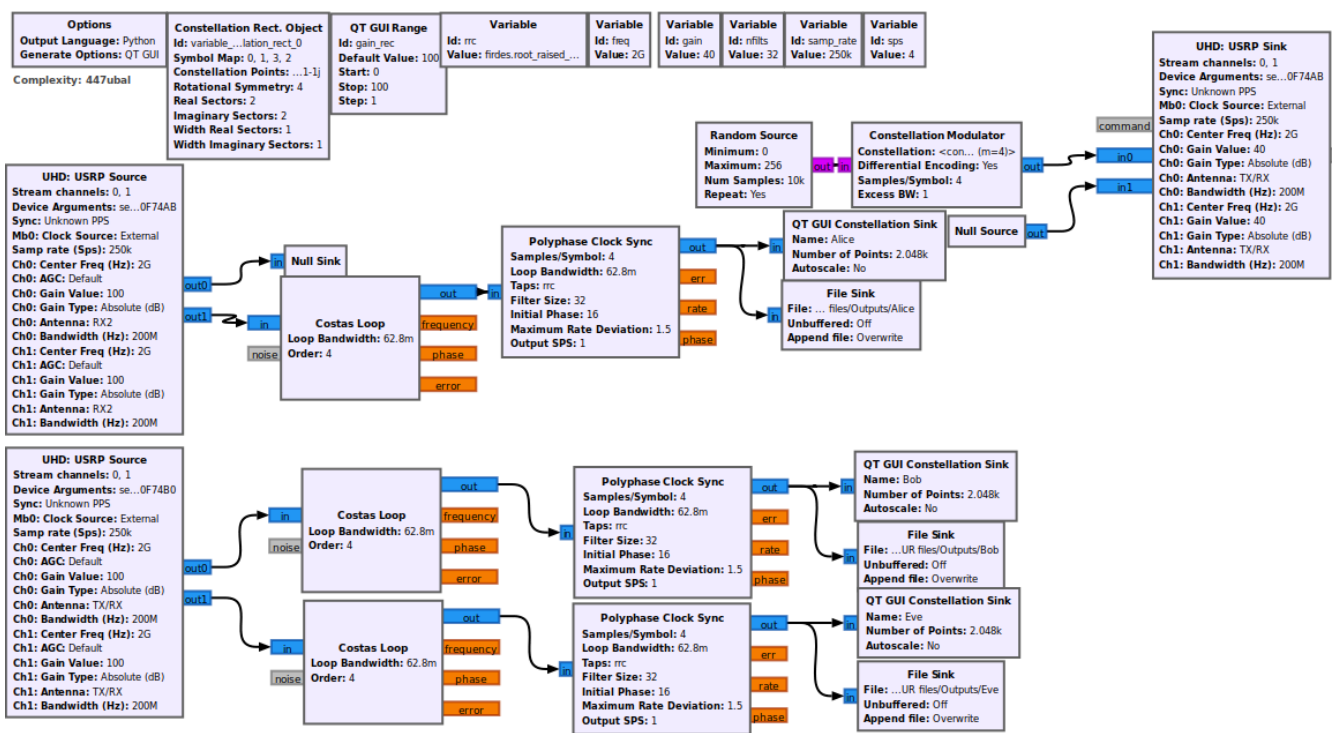 Options
Output Language: Python
Generate Options: QT GUI
Complexity: 447ubal
Constellation Rect. Object
Id: variable_...lation_rect_0
Symbol Map: 0, 1, 3, 2
Constellation Points: ...1-1j
Rotational Symmetry: 4
Real Sectors: 2
Imaginary Sectors: 2
Width Real Sectors: 1
Width Imaginary Sectors: 1
QT GUI Range
Id: gain_rec
Default Value: 100
Start: 0
Stop: 100
Step: 1
Variable
Id: rrc
Value: firdes.root_raised_...
Variable
Id: freq
Value: 2G
Variable
Id: gain
Value: 40
Variable
Id: nfilts
Value: 32
Variable
Id: samp_rate
Value: 250k
Variable
Id: sps
Value: 4
UHD: USRP Sink
Stream channels: 0, 1
Device Arguments: se...0F74AB
Sync: Unknown PPS
Mb0: Clock Source: External
Samp rate (Sps): 250k
Ch0: Center Freq (Hz): 2G
Ch0: Gain Value: 40
Ch0: Gain Type: Absolute (dB)
Ch0: Antenna: TX/RX
Ch0: Bandwidth (Hz): 200M
Ch1: Center Freq (Hz): 2G
Ch1: Gain Value: 40
Ch1: Gain Type: Absolute (dB)
Ch1: Antenna: TX/RX
Ch1: Bandwidth (Hz): 200M
command
in0
in1
Random Source
Minimum: 0
Maximum: 256
Num Samples: 10k
Repeat: Yes
out
in
Constellation Modulator
Constellation: <con... (m=4)>
Differential Encoding: Yes
Samples/Symbol: 4
Excess BW: 1
out
Null Source
out
UHD: USRP Source
Stream channels: 0, 1
Device Arguments: se...0F74AB
Sync: Unknown PPS
Mb0: Clock Source: External
Samp rate (Sps): 250k
Ch0: Center Freq (Hz): 2G
Ch0: AGC: Default
Ch0: Gain Value: 100
Ch0: Gain Type: Absolute (dB)
Ch0: Antenna: RX2
Ch0: Bandwidth (Hz): 200M
Ch1: Center Freq (Hz): 2G
Ch1: AGC: Default
Ch1: Gain Value: 100
Ch1: Gain Type: Absolute (dB)
Ch1: Antenna: RX2
Ch1: Bandwidth (Hz): 200M
out0
out1
in
Null Sink
in
noise
Costas Loop
Loop Bandwidth: 62.8m
Order: 4
out
frequency
phase
error
in
Polyphase Clock Sync
Samples/Symbol: 4
Loop Bandwidth: 62.8m
Taps: rrc
Filter Size: 32
Initial Phase: 16
Maximum Rate Deviation: 1.5
Output SPS: 1
out
err
rate
phase
in
QT GUI Constellation Sink
Name: Alice
Number of Points: 2.048k
Autoscale: No
in
File Sink
File: ... files/Outputs/Alice
Unbuffered: Off
Append file: Overwrite
UHD: USRP Source
Stream channels: 0, 1
Device Arguments: se...0F74B0
Sync: Unknown PPS
Mb0: Clock Source: External
Samp rate (Sps): 250k
Ch0: Center Freq (Hz): 2G
Ch0: AGC: Default
Ch0: Gain Value: 100
Ch0: Gain Type: Absolute (dB)
Ch0: Antenna: TX/RX
Ch0: Bandwidth (Hz): 200M
Ch1: Center Freq (Hz): 2G
Ch1: AGC: Default
Ch1: Gain Value: 100
Ch1: Gain Type: Absolute (dB)
Ch1: Antenna: TX/RX
Ch1: Bandwidth (Hz): 200M
out0
out1
in
noise
Costas Loop
Loop Bandwidth: 62.8m
Order: 4
out
frequency
phase
error
in
Polyphase Clock Sync
Samples/Symbol: 4
Loop Bandwidth: 62.8m
Taps: rrc
Filter Size: 32
Initial Phase: 16
Maximum Rate Deviation: 1.5
Output SPS: 1
out
err
rate
phase
in
QT GUI Constellation Sink
Name: Bob
Number of Points: 2.048k
Autoscale: No
in
File Sink
File: ...UR files/Outputs/Bob
Unbuffered: Off
Append file: Overwrite
in
noise
Costas Loop
Loop Bandwidth: 62.8m
Order: 4
out
frequency
phase
error
in
Polyphase Clock Sync
Samples/Symbol: 4
Loop Bandwidth: 62.8m
Taps: rrc
Filter Size: 32
Initial Phase: 16
Maximum Rate Deviation: 1.5
Output SPS: 1
out
err
rate
phase
in
QT GUI Constellation Sink
Name: Eve
Number of Points: 2.048k
Autoscale: No
in
File Sink
File: ...UR files/Outputs/Eve
Unbuffered: Off
Append file: Overwrite